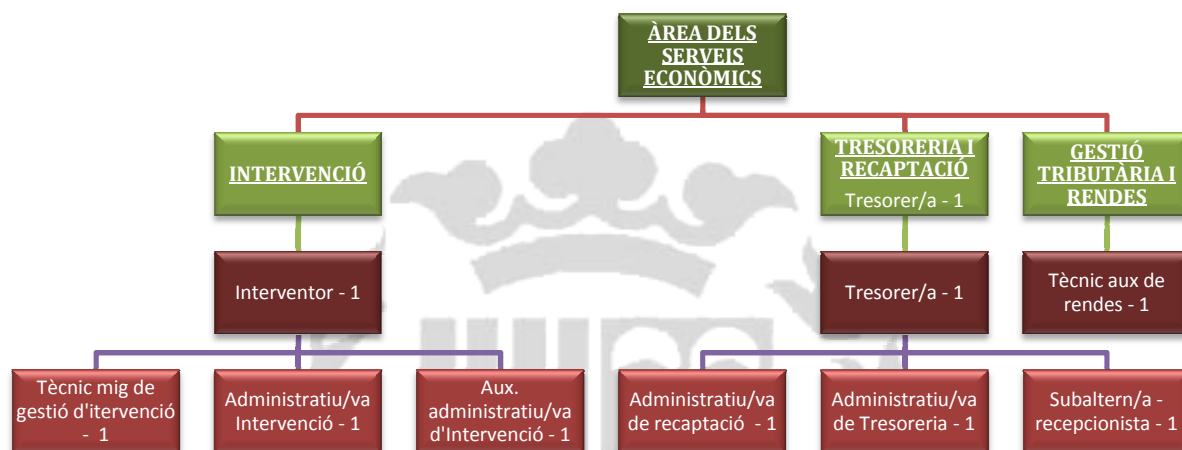 ÀREA DELS
SERVEIS
ECONÒMICS
INTERVENCIÓ
TRESORERIA I
RECAPTACIÓ
Tresorer/a - 1
GESTIÓ
TRIBUTÀRIA I
RENDES
Interventor - 1
Tresorer/a - 1
Tècnic aux de
rendes - 1
Tècnic mig de
gestió d'itervenció
- 1
Administratiu/va
Intervenció - 1
Aux.
administratiu/va
d'Intervenció - 1
Administratiu/va
de recaptació - 1
Administratiu/va
de Tresoreria - 1
Subaltern/a -
recepcionista - 1